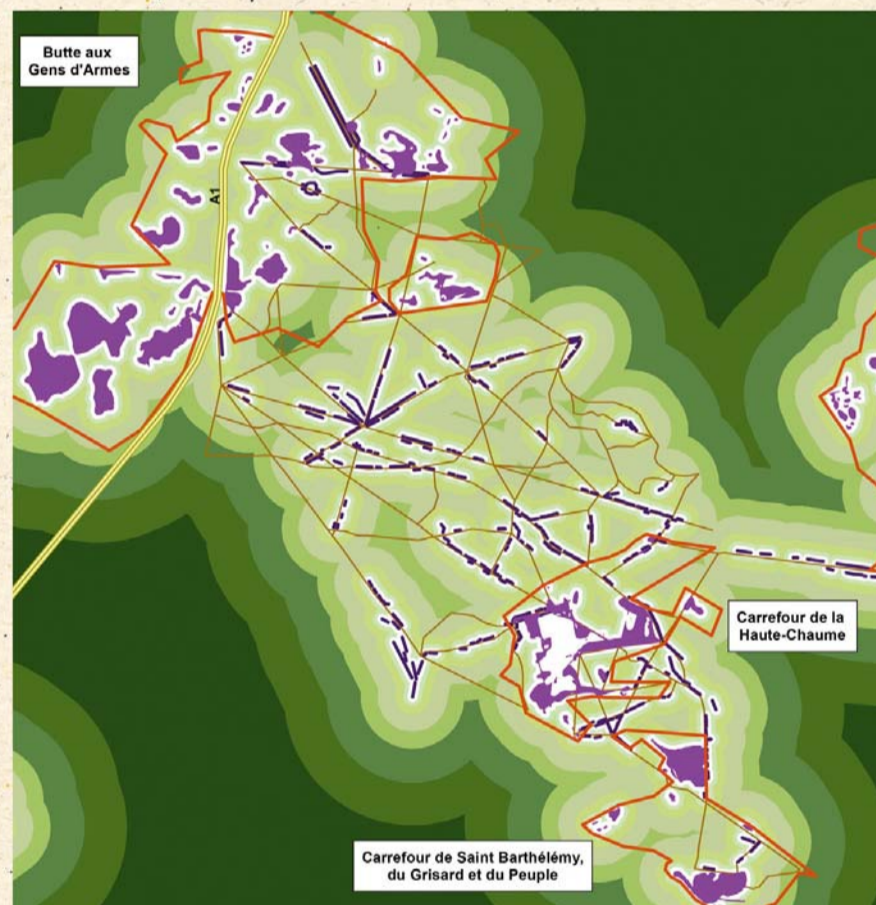 Butte aux
Gens d'Armes
A1
Carrefour de la
Haute-Chaume
Carrefour de Saint Barthélémy,
du Grisard et du Peuple